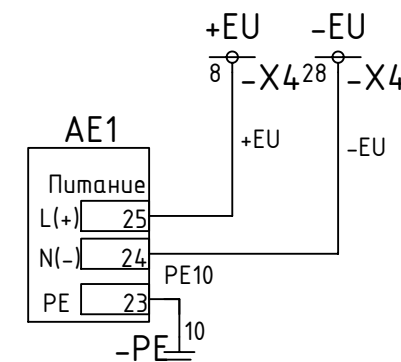 +EU -EU
8 -X4 28 -X4
+EU
-EU
AE1
Питание
L(+) 25
N(-) 24
PE10
PE 23
10
-PE